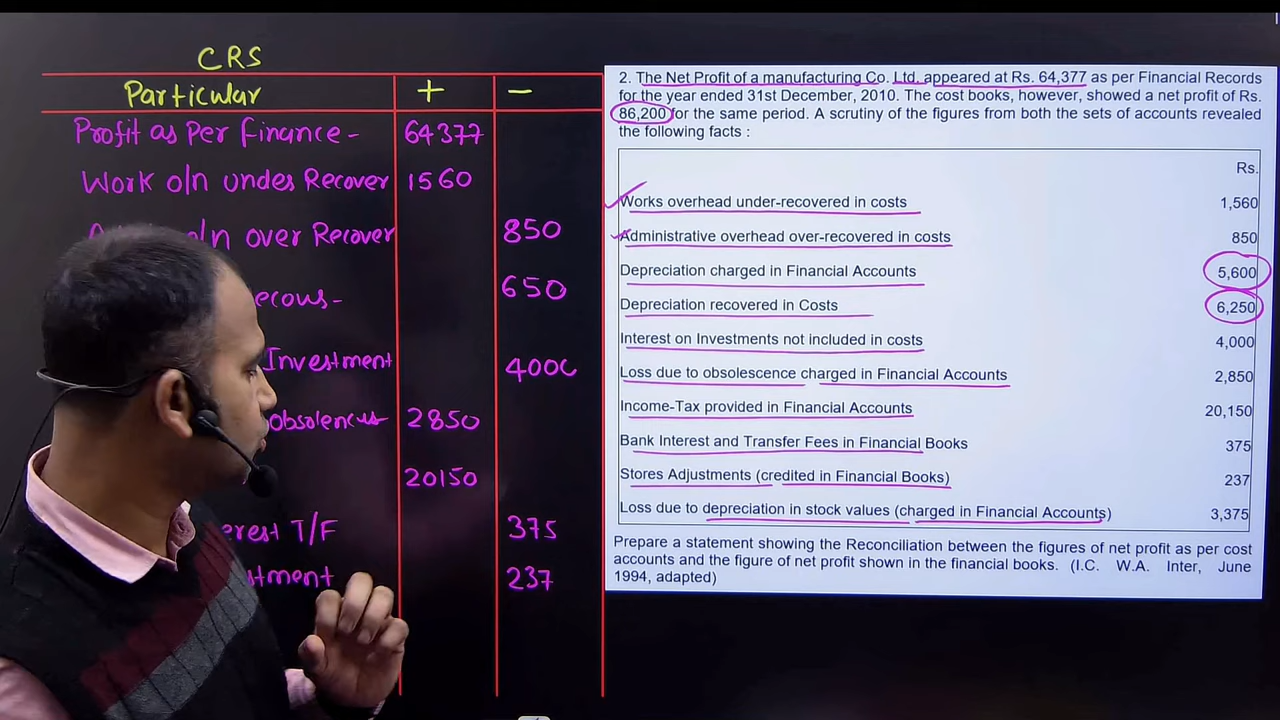 CRS
Particular + −
Profit as Per finance - 64377
Work o/n undes Recover 1560
o/n over Recover 850
ecous - 650
Investment 4000
obsolencus 2850
20150
erest T/F 375
stment 237
2. The Net Profit of a manufacturing Co. Ltd. appeared at Rs. 64,377 as per Financial Records
for the year ended 31st December, 2010. The cost books, however, showed a net profit of Rs.
86,200 for the same period. A scrutiny of the figures from both the sets of accounts revealed
the following facts :
Rs.
Works overhead under-recovered in costs 1,560
Administrative overhead over-recovered in costs 850
Depreciation charged in Financial Accounts 5,600
Depreciation recovered in Costs 6,250
Interest on Investments not included in costs 4,000
Loss due to obsolescence charged in Financial Accounts 2,850
Income-Tax provided in Financial Accounts 20,150
Bank Interest and Transfer Fees in Financial Books 375
Stores Adjustments (credited in Financial Books) 237
Loss due to depreciation in stock values (charged in Financial Accounts) 3,375
Prepare a statement showing the Reconciliation between the figures of net profit as per cost
accounts and the figure of net profit shown in the financial books. (I.C. W.A. Inter, June
1994, adapted)